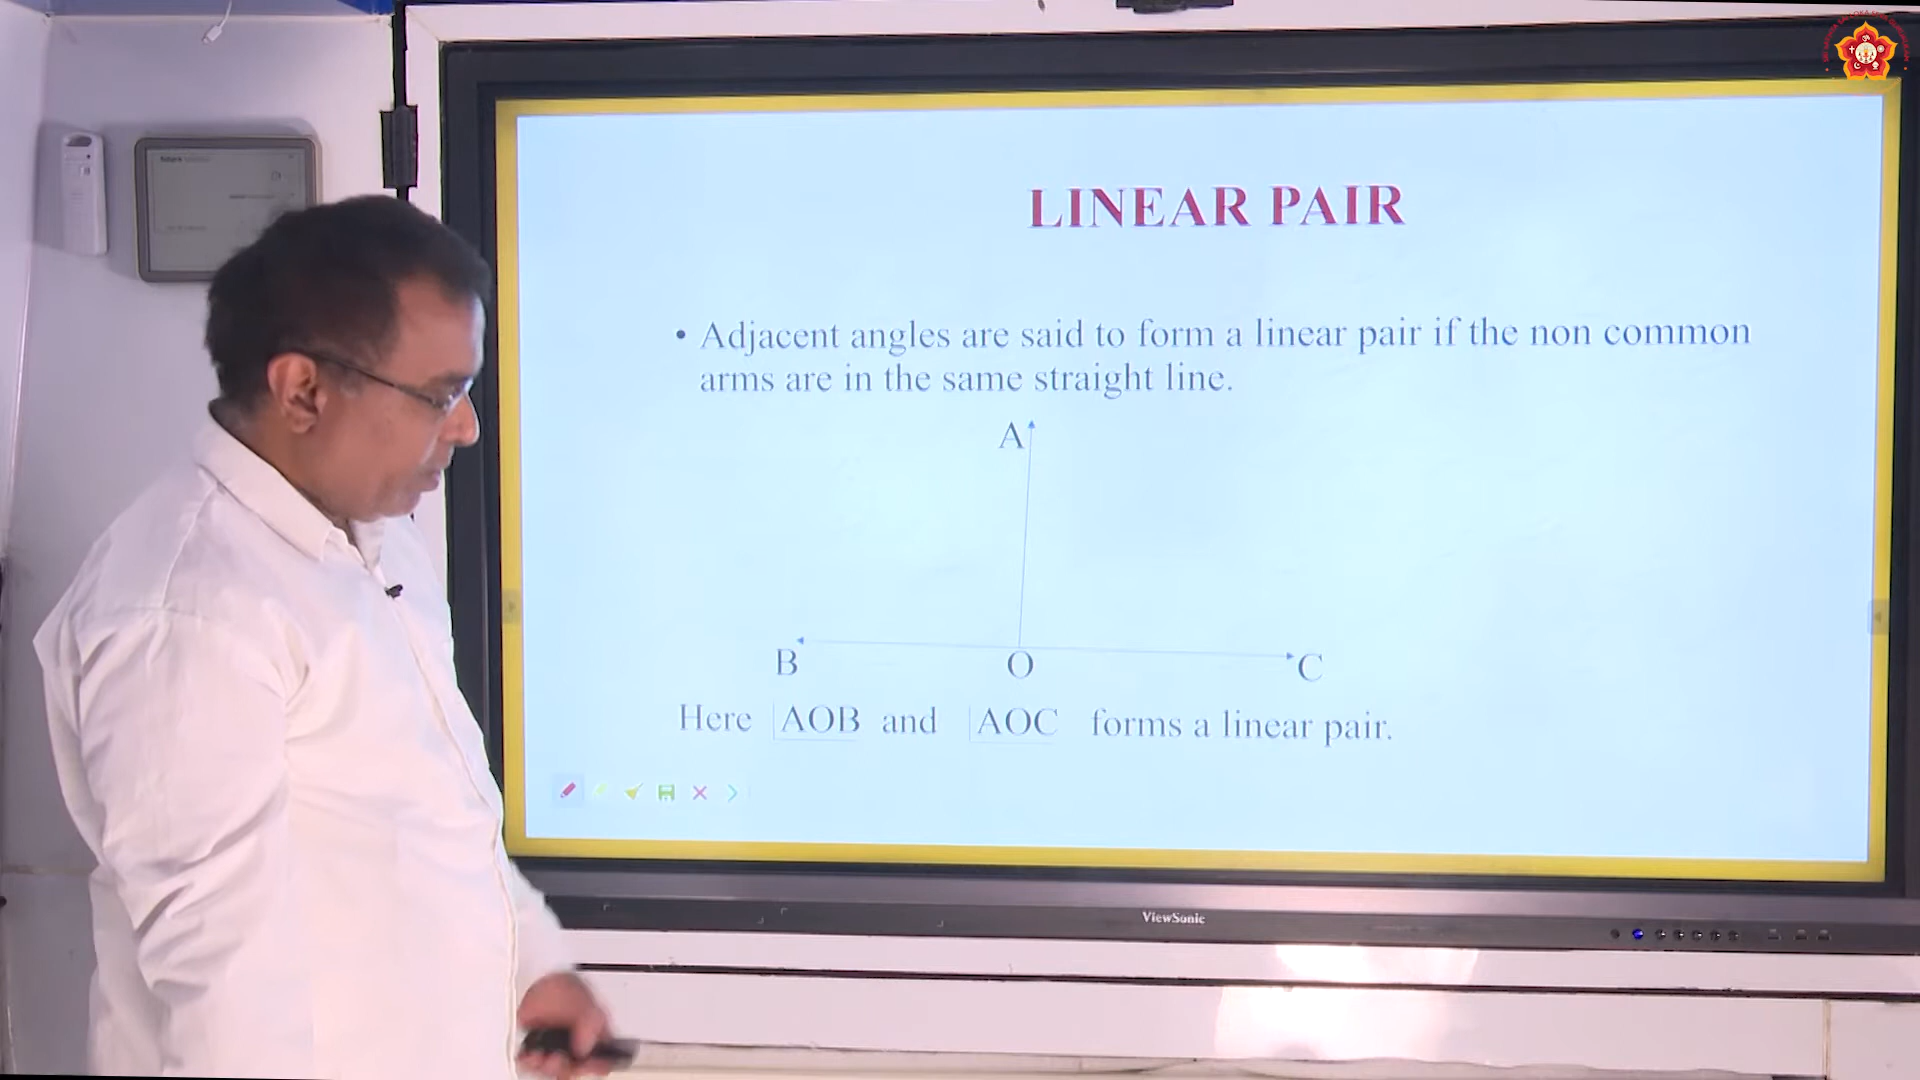 LINEAR PAIR
• Adjacent angles are said to form a linear pair if the non common
arms are in the same straight line.
A
B O C
Here AOB and AOC forms a linear pair.
ViewSonic